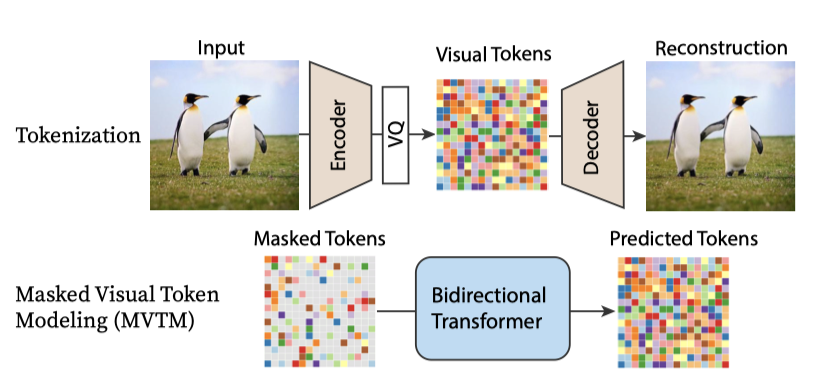 Input
Visual Tokens
Reconstruction
Tokenization
Encoder
VQ
Decoder
Masked Tokens
Predicted Tokens
Masked Visual Token
Modeling (MVTM)
Bidirectional
Transformer